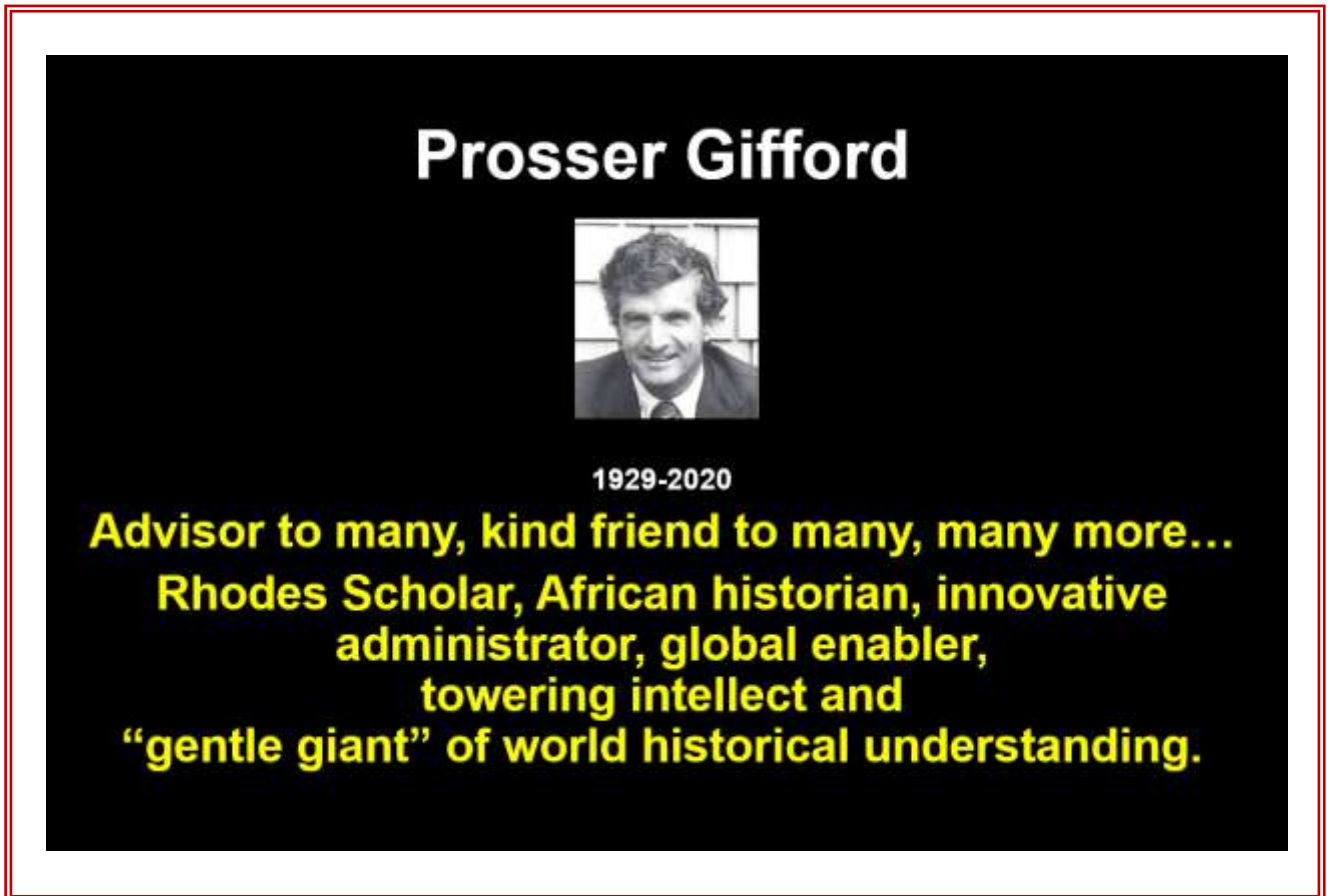 Prosser Gifford
1929-2020
Advisor to many, kind friend to many, many more…
Rhodes Scholar, African historian, innovative
administrator, global enabler,
towering intellect and
“gentle giant” of world historical understanding.